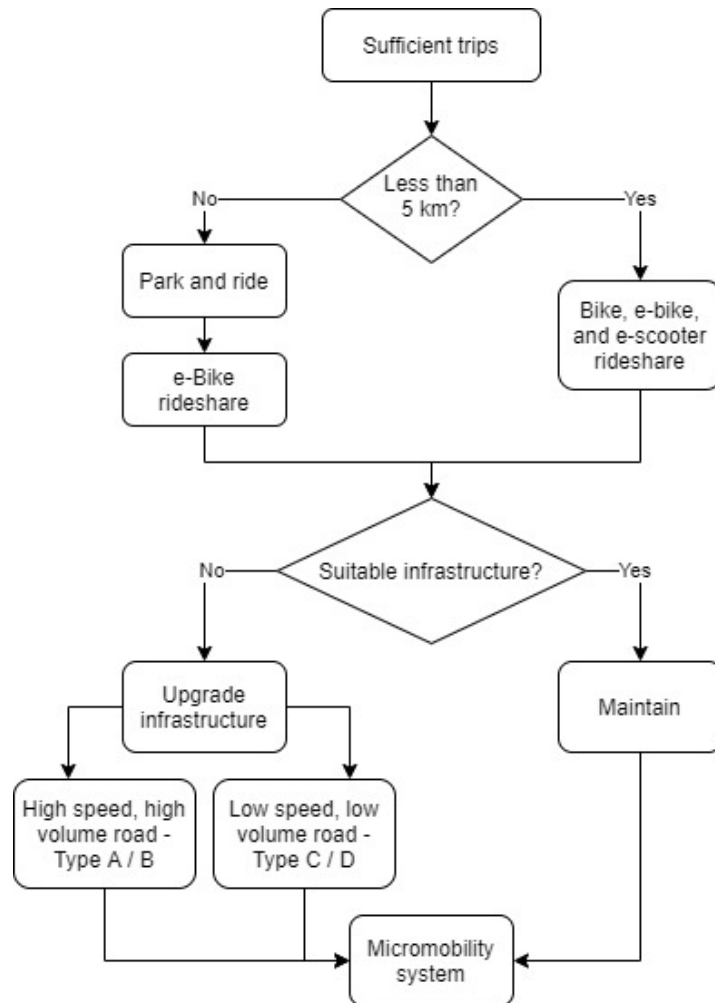 Sufficient trips
Less than
5 km?
No
Yes
Park and ride
Bike, e-bike,
and e-scooter
rideshare
e-Bike
rideshare
Suitable infrastructure?
No
Yes
Upgrade
infrastructure
Maintain
High speed, high
volume road -
Type A / B
Low speed, low
volume road -
Type C / D
Micromobility
system